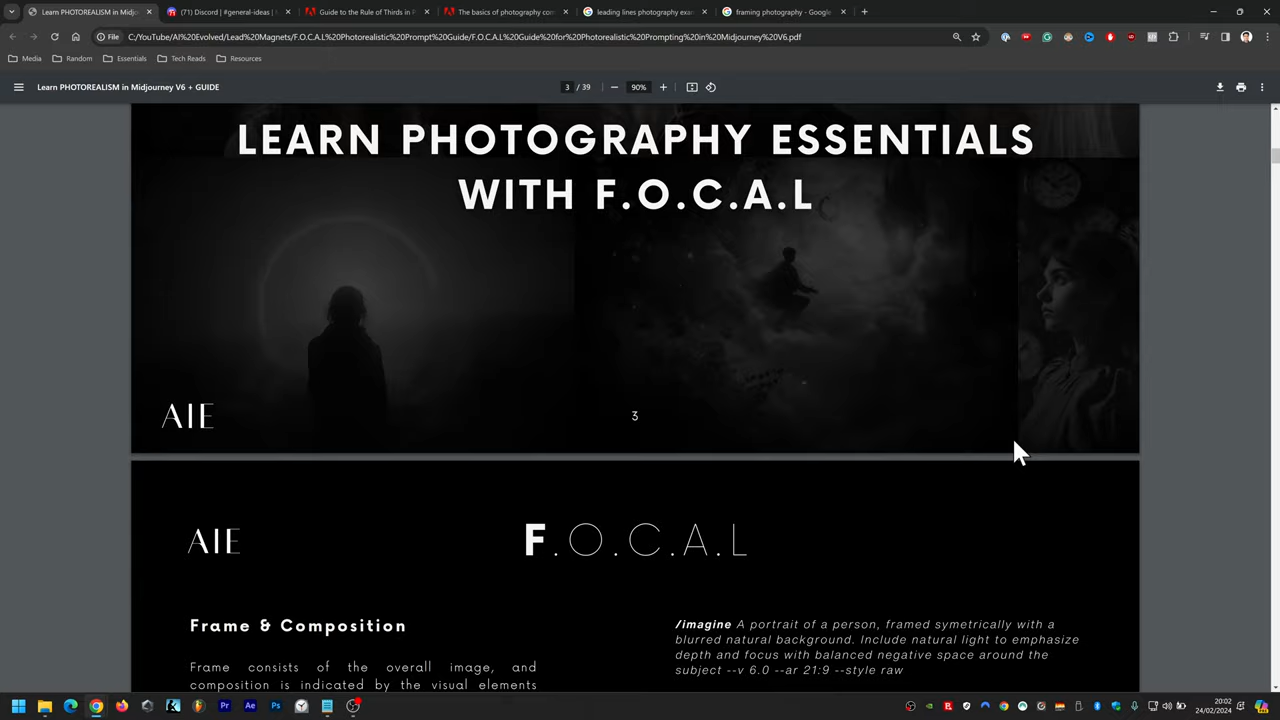 Learn PHOTOREALISM in Midj
(71) Discord | #general-ideas | M
Guide to the Rule of Thirds in P
The basics of photography com
leading lines photography exam
framing photography - Google
File
C:/YouTube/AI%20Evolved/Lead%20Magnets/F.O.C.A.L%20Photorealistic%20Prompt%20Guide/F.O.C.A.L%20Guide%20for%20Photorealistic%20Prompting%20in%20Midjourney%20V6.pdf
Media
Random
Essentials
Tech Reads
Resources
Learn PHOTOREALISM in Midjourney V6 + GUIDE
3 / 39
90%
LEARN PHOTOGRAPHY ESSENTIALS
WITH F.O.C.A.L
AIE
3
AIE
F.O.C.A.L
Frame & Composition
Frame consists of the overall image, and
composition is indicated by the visual elements
/imagine A portrait of a person, framed symetrically with a
blurred natural background. Include natural light to emphasize
depth and focus with balanced negative space around the
subject --v 6.0 --ar 21:9 --style raw
20:02
24/02/2024